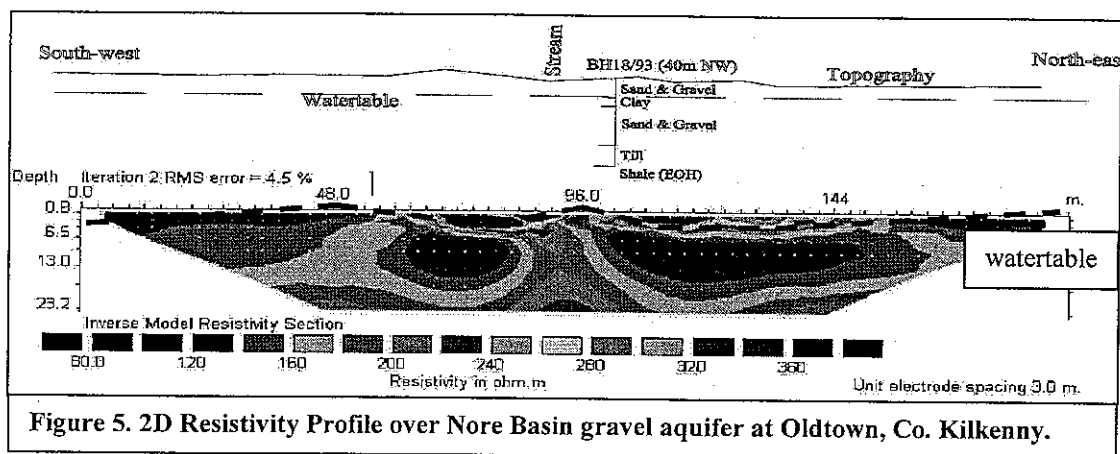 South-west
Stream
BH18/93 (40m NW)
Topography
North-eas
Watertable
Sand & Gravel
Clay
Sand & Gravel
Till
Shale (EOH)
Depth Iteration 2 RMS error = 4.5 %
0.0 48.0 96.0 144 m.
0.8
6.5
13.0
23.2
watertable
Inverse Model Resistivity Section
80.0 120 160 200 240 280 320 360
Resistivity in ohm.m
Unit electrode spacing 3.0 m.
Figure 5. 2D Resistivity Profile over Nore Basin gravel aquifer at Oldtown, Co. Kilkenny.